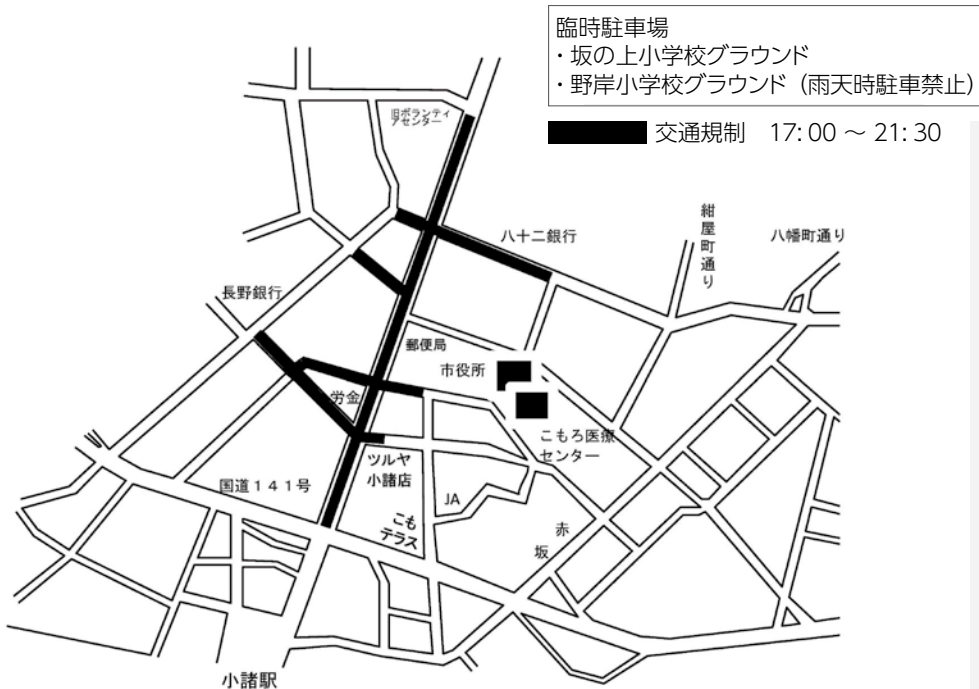 臨時駐車場
・坂の上小学校グラウンド
・野岸小学校グラウンド（雨天時駐車禁止）
交通規制　17:00 ～ 21:30
旧ボランティ
アセンター
紺屋町通り
八十二銀行
八幡町通り
長野銀行
郵便局
市役所
労金
こもろ医療
センター
ツルヤ
小諸店
国道１４１号
JA
こも
テラス
赤
坂
小諸駅